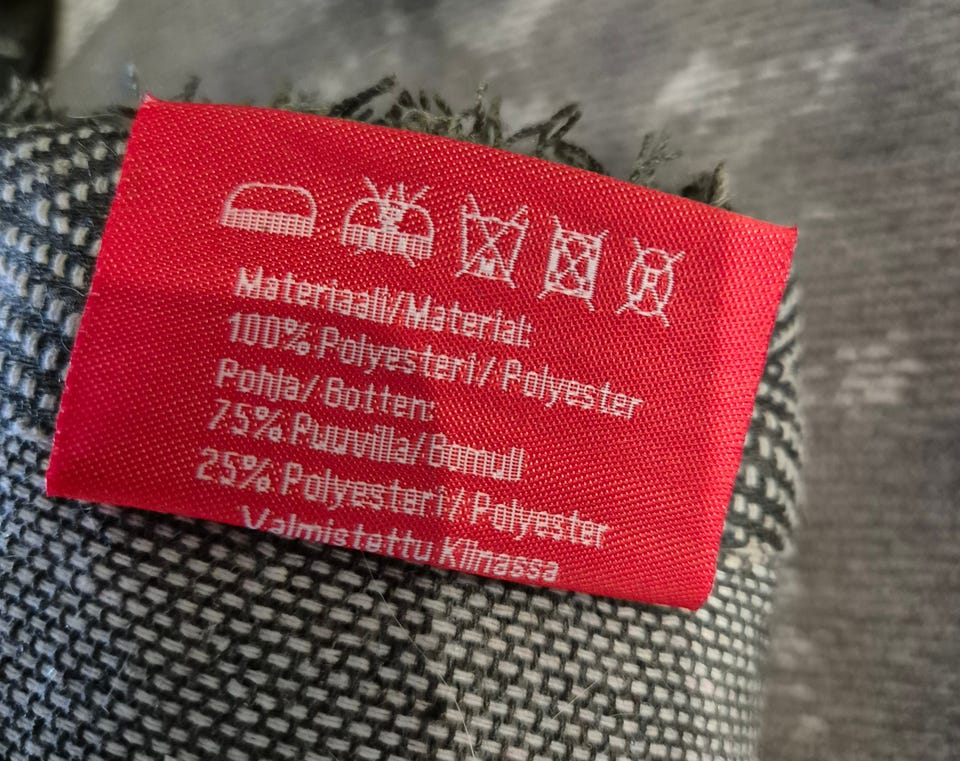 Materiaali/Material:
100% Polyesteri/Polyester
Pohja/Botten:
75% Puuvilla/Bomull
25% Polyesteri/Polyester
Valmistettu Kiinassa